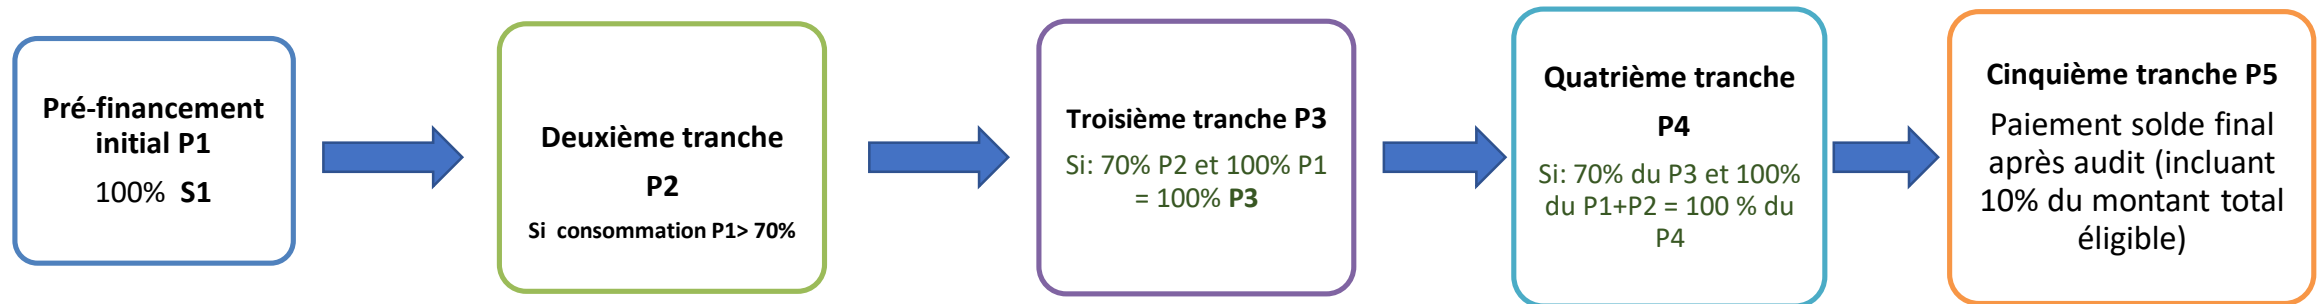 Pré-financement
initial P1
100% S1
Deuxième tranche
P2
Si consommation P1> 70%
Troisième tranche P3
Si: 70% P2 et 100% P1
= 100% P3
Quatrième tranche
P4
Si: 70% du P3 et 100%
du P1+P2 = 100 % du
P4
Cinquième tranche P5
Paiement solde final
après audit (incluant
10% du montant total
éligible)